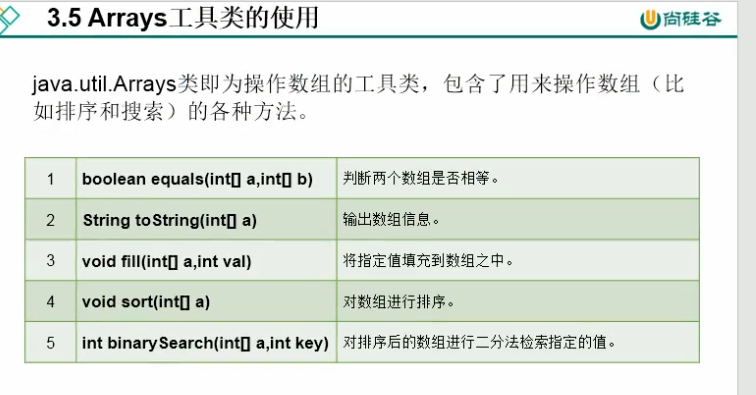 3.5 Arrays工具类的使用
尚硅谷
java.util.Arrays类即为操作数组的工具类，包含了用来操作数组（比
如排序和搜索）的各种方法。
1 boolean equals(int[] a,int[] b) 判断两个数组是否相等。
2 String toString(int[] a) 输出数组信息。
3 void fill(int[] a,int val) 将指定值填充到数组之中。
4 void sort(int[] a) 对数组进行排序。
5 int binarySearch(int[] a,int key) 对排序后的数组进行二分法检索指定的值。